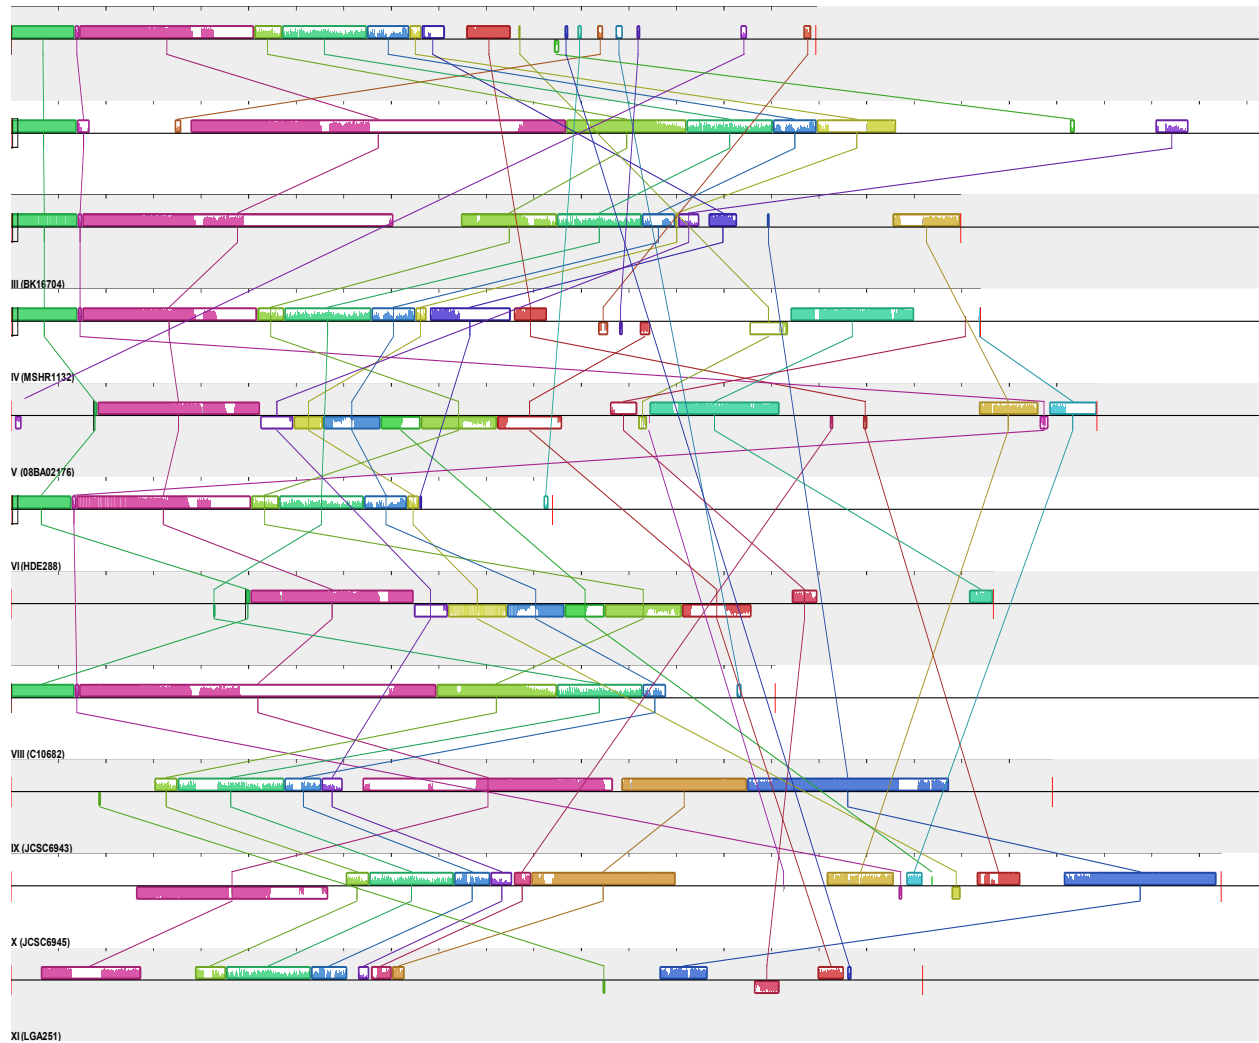 III (BK16704)
IV (MSHR1132)
V (08BA02176)
VI (HDE288)
VIII (C10682)
IX (JCSC6943)
X (JCSC6945)
XI (LGA251)